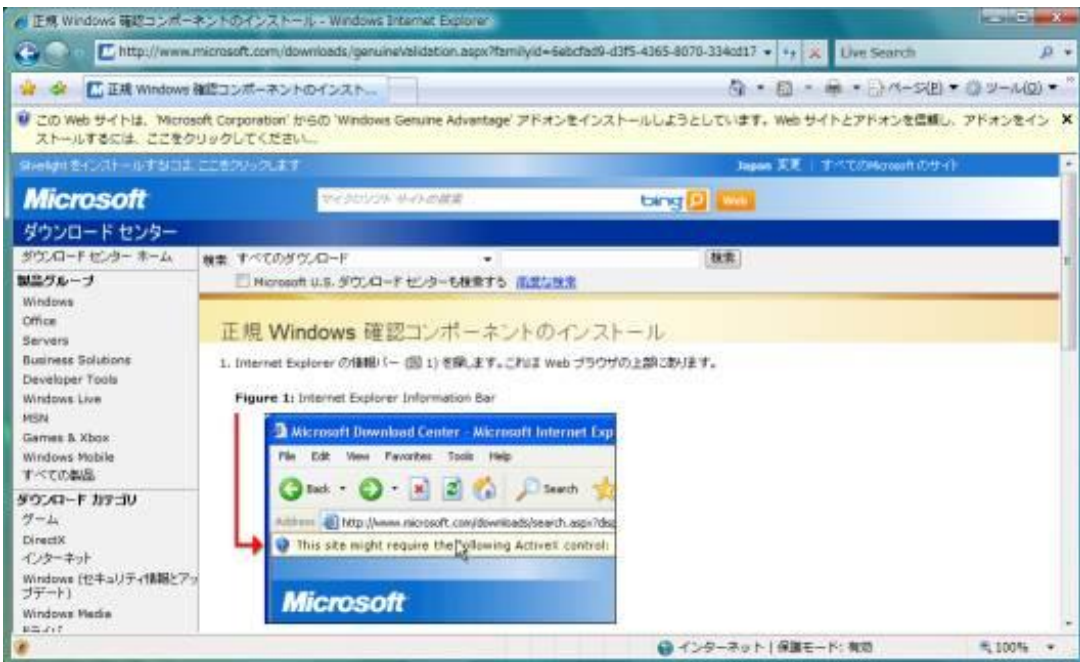 正規 Windows 確認コンポーネントのインストール - Windows Internet Explorer
http://www.microsoft.com/downloads/genuineValidation.aspx?familyid=6ebcfad9-d3f5-4365-8070-334cd17
Live Search
正規 Windows 確認コンポーネントのインスト...
ページ(P)
ツール(O)
この Web サイトは、'Microsoft Corporation' からの 'Windows Genuine Advantage' アドオンをインストールしようとしています。Web サイトとアドオンを信頼し、アドオンをイン
ストールするには、ここをクリックしてください...
Silverlight をインストールするには、ここをクリックします
Japan 変更
すべてのMicrosoft のサイト
Microsoft
マイクロソフト サイトの検索
bing
Web
ダウンロード センター
ダウンロード センター ホーム
検索
すべてのダウンロード
検索
製品グループ
Microsoft U.S. ダウンロード センターも検索する
高度な検索
Windows
Office
Servers
Business Solutions
Developer Tools
Windows Live
MSN
Games & Xbox
Windows Mobile
すべての製品
ダウンロード カテゴリ
ゲーム
DirectX
インターネット
Windows (セキュリティ情報とアッ
プデート)
Windows Media
ドライバ
正規 Windows 確認コンポーネントのインストール
1. Internet Explorer の情報バー (図 1) を探します。これは Web ブラウザの上部にあります。
Figure 1: Internet Explorer Information Bar
Microsoft Download Center - Microsoft Internet Exp
File Edit View Favorites Tools Help
Back
Search
Address
http://www.microsoft.com/downloads/search.aspx?disp
This site might require the following ActiveX control:
Microsoft
インターネット | 保護モード: 有効
100%